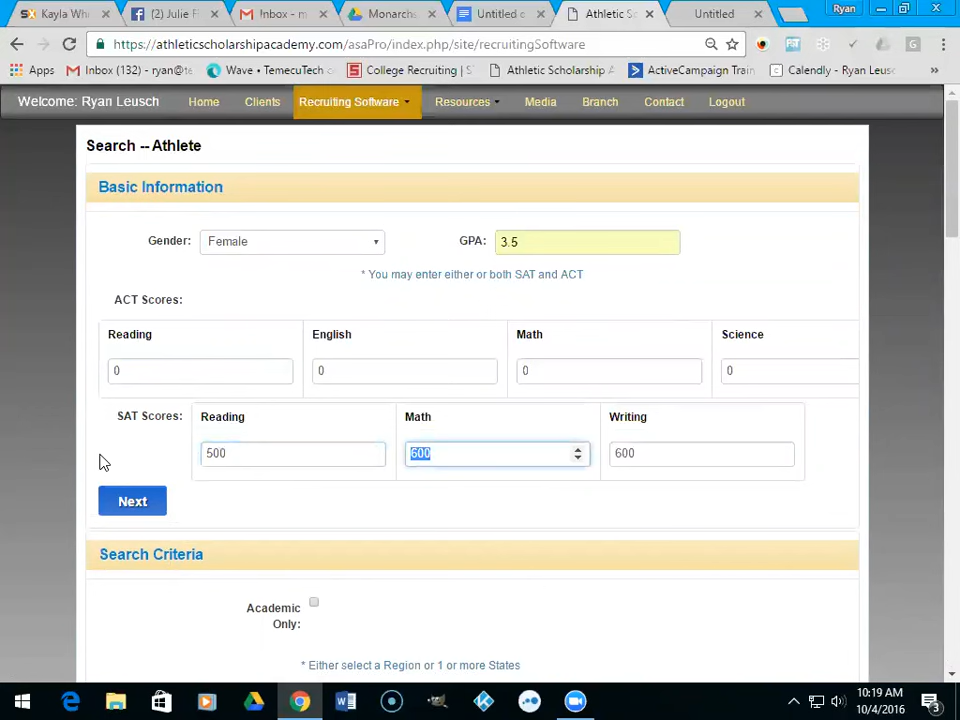 Kayla Whi
(2) Julie F
Inbox - m
Monarchs
Untitled d
Athletic Sc
Untitled
Ryan
https://athleticscholarshipacademy.com/asaPro/index.php/site/recruitingSoftware
Apps
Inbox (132) - ryan@te
Wave • TemecuTech
College Recruiting | S
Athletic Scholarship A
ActiveCampaign Train
Calendly - Ryan Leusc
»
Welcome: Ryan Leusch
Home
Clients
Recruiting Software
Resources
Media
Branch
Contact
Logout
Search -- Athlete
Basic Information
Gender:
Female
GPA:
3.5
* You may enter either or both SAT and ACT
ACT Scores:
Reading
English
Math
Science
0
0
0
0
SAT Scores:
Reading
Math
Writing
500
600
600
Next
Search Criteria
Academic
Only:
* Either select a Region or 1 or more States
10:19 AM
10/4/2016
3